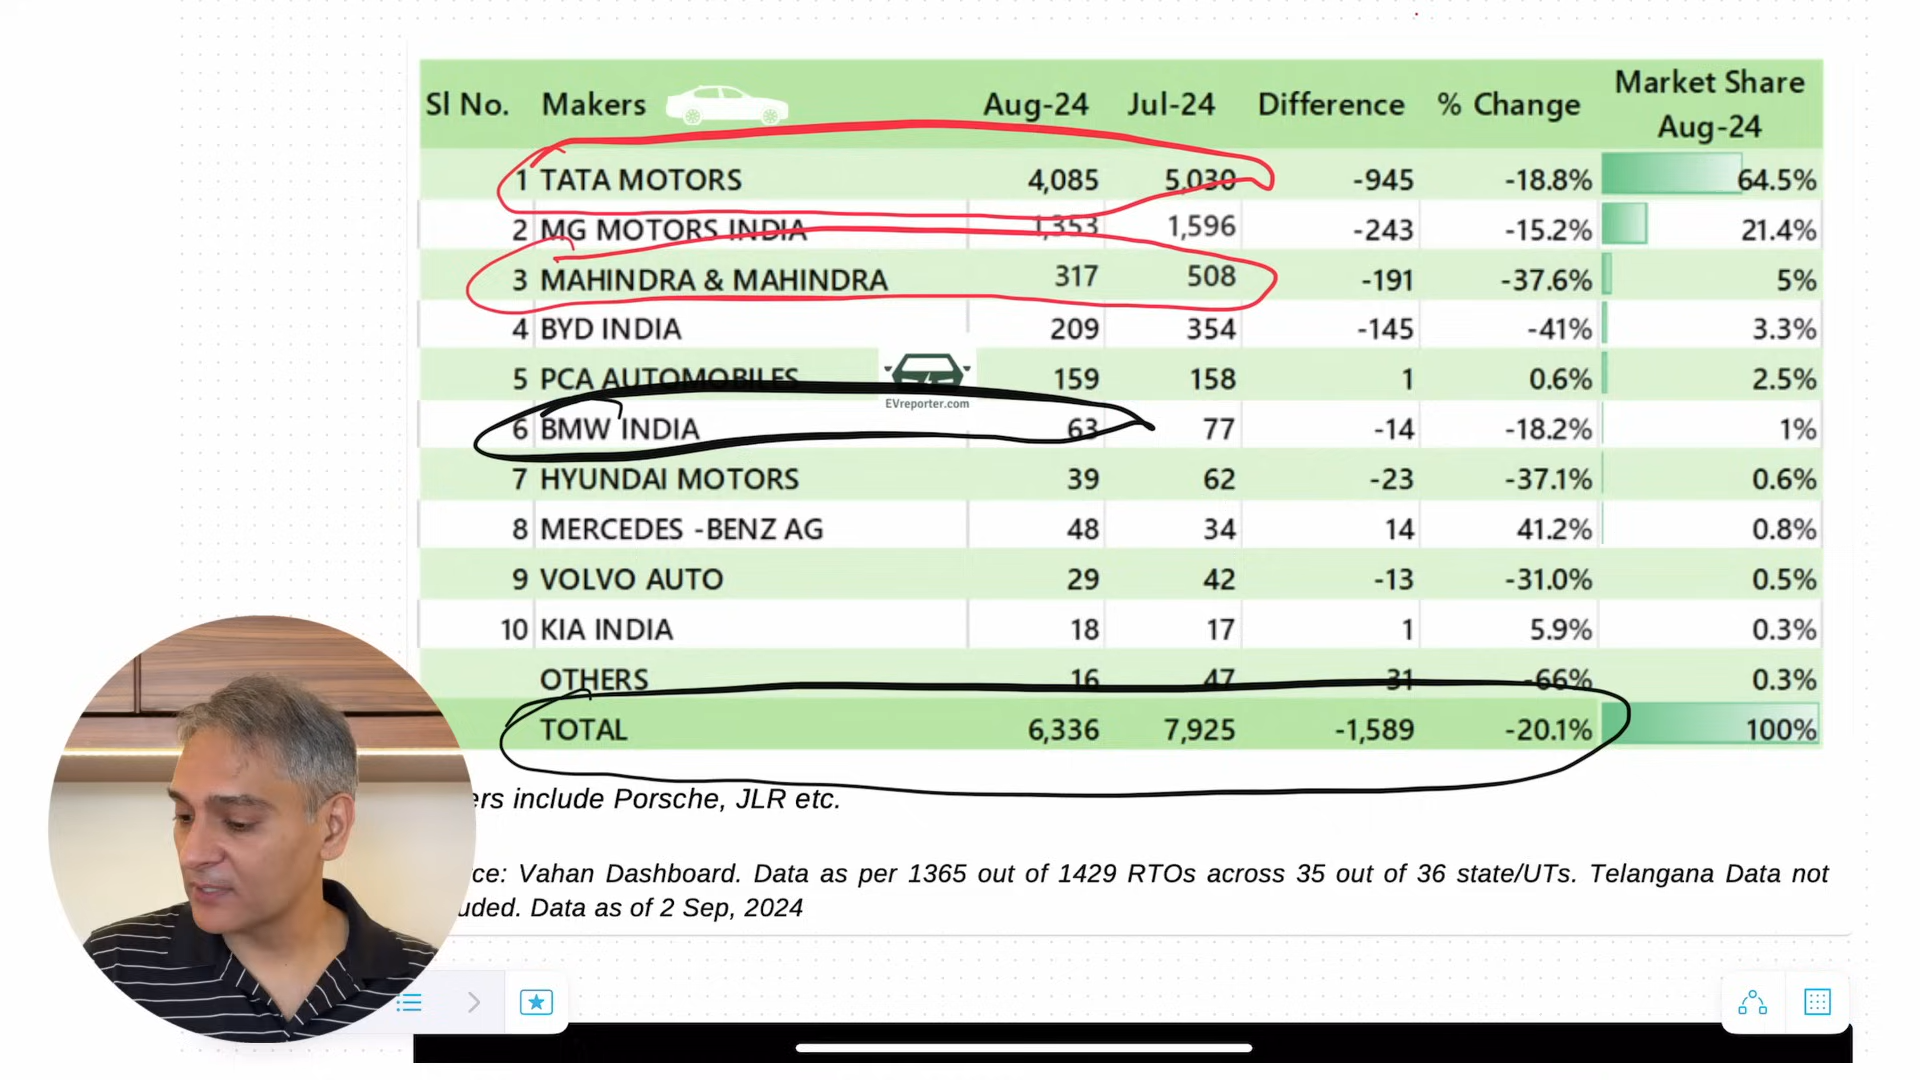 Sl No. Makers Aug-24 Jul-24 Difference % Change Market Share Aug-24
1 TATA MOTORS 4,085 5,030 -945 -18.8% 64.5%
2 MG MOTORS INDIA 1,353 1,596 -243 -15.2% 21.4%
3 MAHINDRA & MAHINDRA 317 508 -191 -37.6% 5%
4 BYD INDIA 209 354 -145 -41% 3.3%
5 PCA AUTOMOBILES 159 158 1 0.6% 2.5%
EVreporter.com
6 BMW INDIA 63 77 -14 -18.2% 1%
7 HYUNDAI MOTORS 39 62 -23 -37.1% 0.6%
8 MERCEDES -BENZ AG 48 34 14 41.2% 0.8%
9 VOLVO AUTO 29 42 -13 -31.0% 0.5%
10 KIA INDIA 18 17 1 5.9% 0.3%
OTHERS 16 47 31 -66% 0.3%
TOTAL 6,336 7,925 -1,589 -20.1% 100%
ers include Porsche, JLR etc.
ce: Vahan Dashboard. Data as per 1365 out of 1429 RTOs across 35 out of 36 state/UTs. Telangana Data not
uded. Data as of 2 Sep, 2024